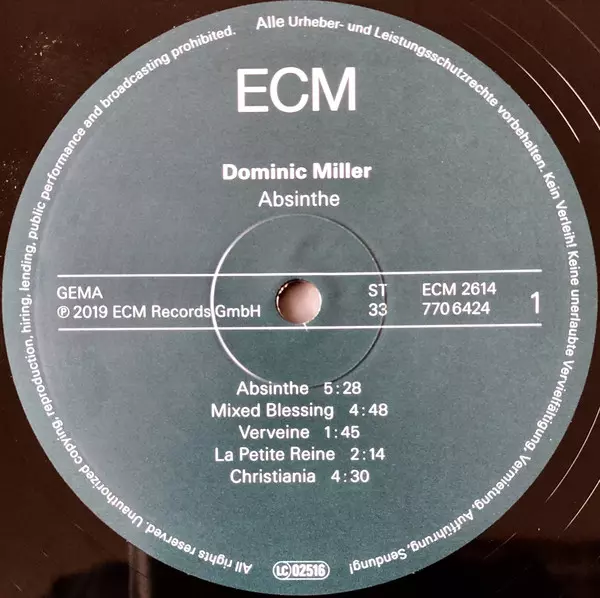 ECM
Dominic Miller
Absinthe
GEMA
℗ 2019 ECM Records GmbH
ST
33
ECM 2614
770 6424
1
Absinthe 5:28
Mixed Blessing 4:48
Verveine 1:45
La Petite Reine 2:14
Christiania 4:30
Alle Urheber- und Leistungsschutzrechte vorbehalten. Kein Verleih! Keine unerlaubte Vervielfältigung, Vermietung, Aufführung, Sendung!
All rights reserved. Unauthorized copying, reproduction, hiring, lending, public performance and broadcasting prohibited.
LC 02516